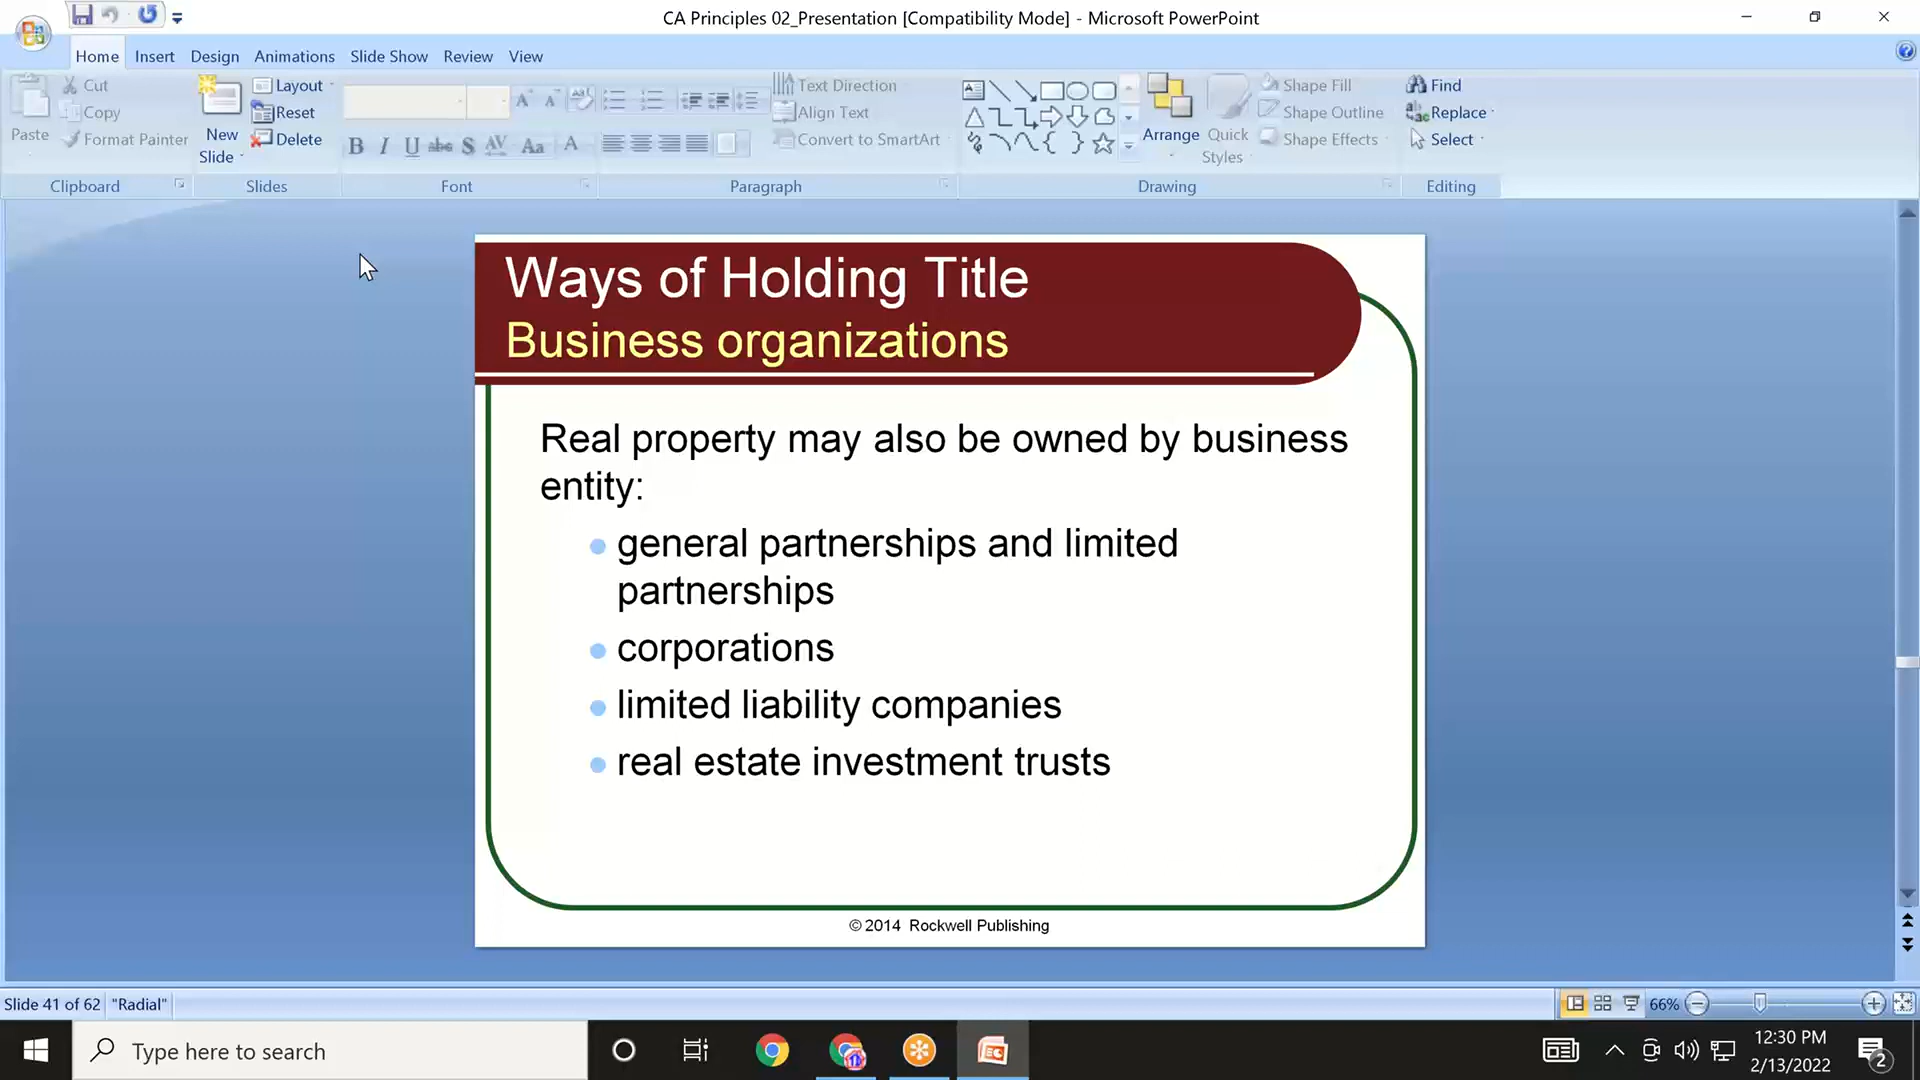 CA Principles 02_Presentation [Compatibility Mode] - Microsoft PowerPoint
Home Insert Design Animations Slide Show Review View
Paste
Cut
Copy
Format Painter
Clipboard
New
Slide
Layout
Reset
Delete
Slides
B I U abc S AV Aa A
Font
Text Direction
Align Text
Convert to SmartArt
Paragraph
Arrange
Quick
Styles
Shape Fill
Shape Outline
Shape Effects
Drawing
Find
Replace
Select
Editing
Ways of Holding Title
Business organizations
Real property may also be owned by business
entity:
general partnerships and limited
partnerships
corporations
limited liability companies
real estate investment trusts
© 2014 Rockwell Publishing
Slide 41 of 62 "Radial" 66%
Type here to search
12:30 PM
2/13/2022
2